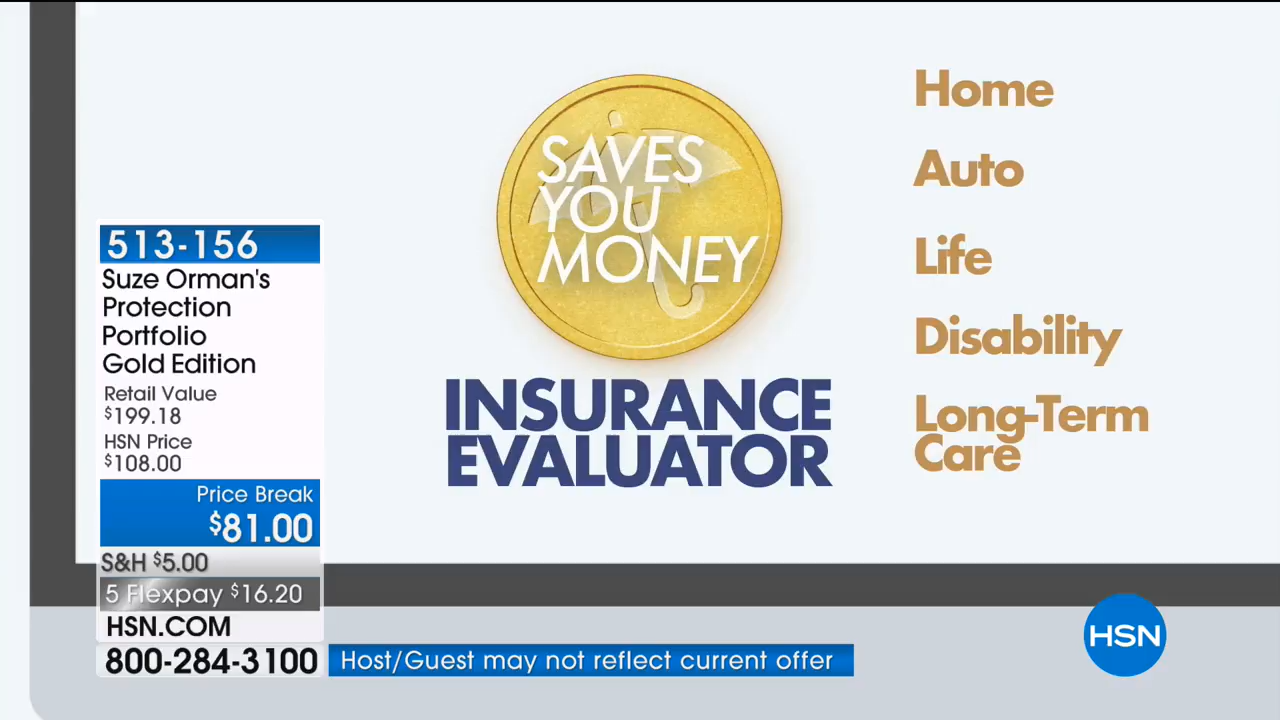 SAVES
YOU
MONEY
INSURANCE
EVALUATOR
Home
Auto
Life
Disability
Long-Term
Care
513-156
Suze Orman's
Protection
Portfolio
Gold Edition
Retail Value
$199.18
HSN Price
$108.00
Price Break
$81.00
S&H $5.00
5 Flexpay $16.20
HSN.COM
800-284-3100
Host/Guest may not reflect current offer
HSN